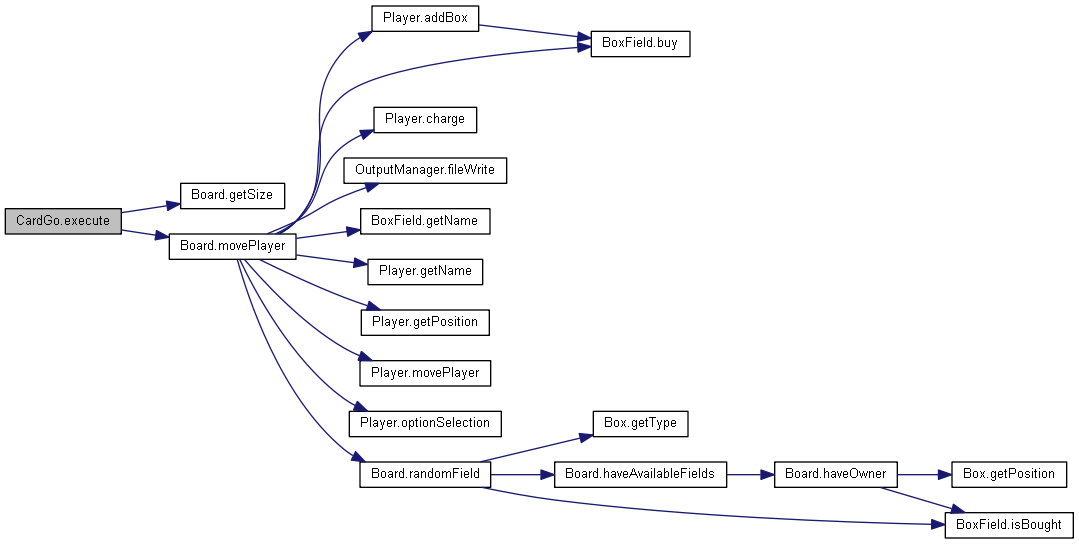 Player.addBox
BoxField.buy
Player.charge
OutputManager.fileWrite
Board.getSize
CardGo.execute
BoxField.getName
Board.movePlayer
Player.getName
Player.getPosition
Player.movePlayer
Player.optionSelection
Box.getType
Board.randomField
Board.haveAvailableFields
Board.haveOwner
Box.getPosition
BoxField.isBought